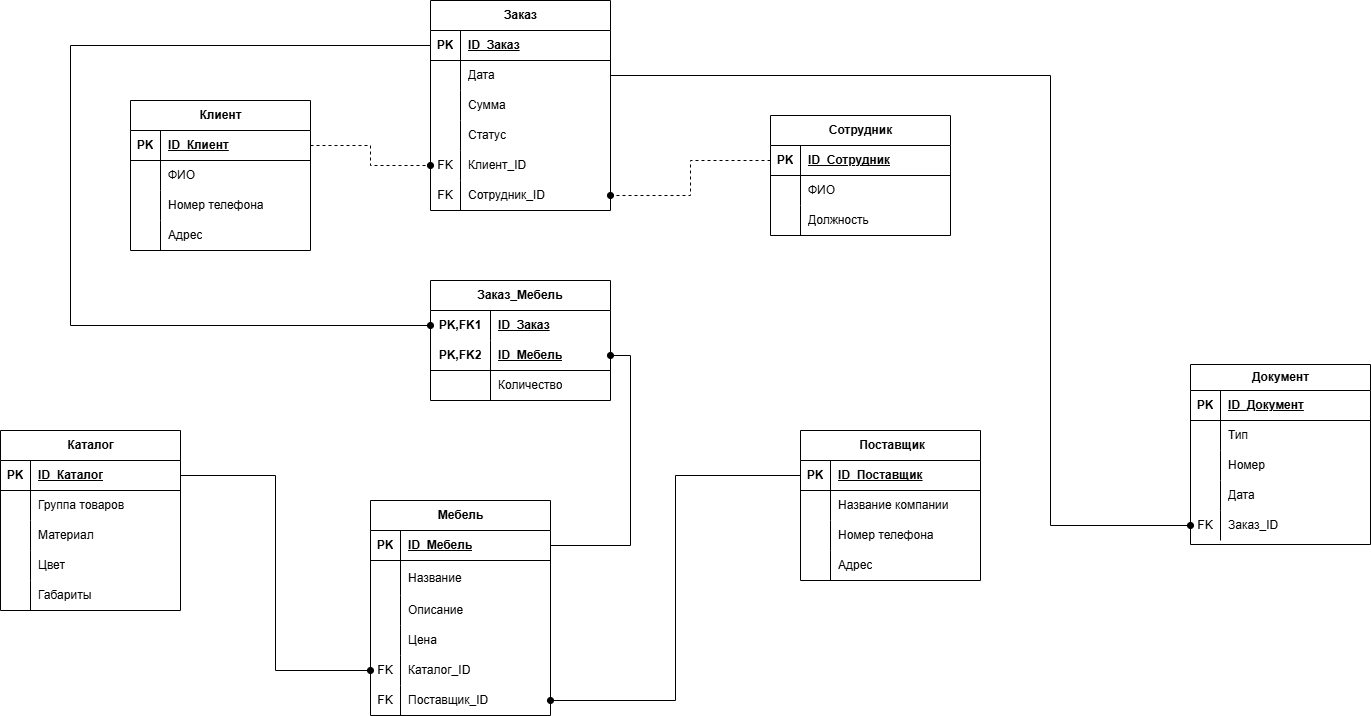 Заказ
PK ID_Заказ
Дата
Сумма
Статус
FK Клиент_ID
FK Сотрудник_ID
Клиент
PK ID_Клиент
ФИО
Номер телефона
Адрес
Сотрудник
PK ID_Сотрудник
ФИО
Должность
Заказ_Мебель
PK,FK1 ID_Заказ
PK,FK2 ID_Мебель
Количество
Документ
PK ID_Документ
Тип
Номер
Дата
FK Заказ_ID
Каталог
PK ID_Каталог
Группа товаров
Материал
Цвет
Габариты
Поставщик
PK ID_Поставщик
Название компании
Номер телефона
Адрес
Мебель
PK ID_Мебель
Название
Описание
Цена
FK Каталог_ID
FK Поставщик_ID